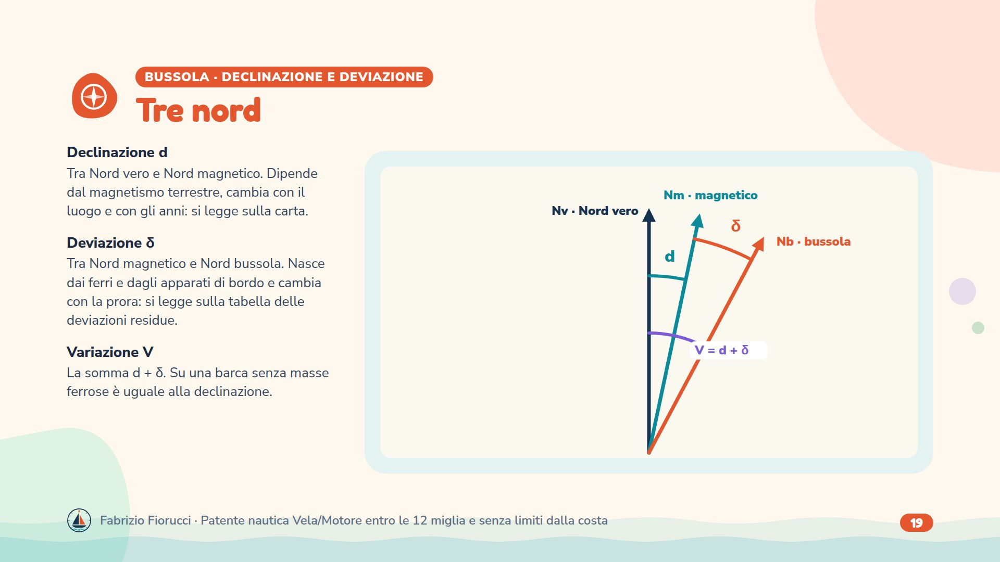 BUSSOLA · DECLINAZIONE E DEVIAZIONE
Tre nord
Declinazione d
Tra Nord vero e Nord magnetico. Dipende
dal magnetismo terrestre, cambia con il
luogo e con gli anni: si legge sulla carta.
Deviazione δ
Tra Nord magnetico e Nord bussola. Nasce
dai ferri e dagli apparati di bordo e cambia
con la prora: si legge sulla tabella delle
deviazioni residue.
Variazione V
La somma d + δ. Su una barca senza masse
ferrose è uguale alla declinazione.
Nm · magnetico
Nv · Nord vero
δ
Nb · bussola
d
V = d + δ
Fabrizio Fiorucci · Patente nautica Vela/Motore entro le 12 miglia e senza limiti dalla costa
19